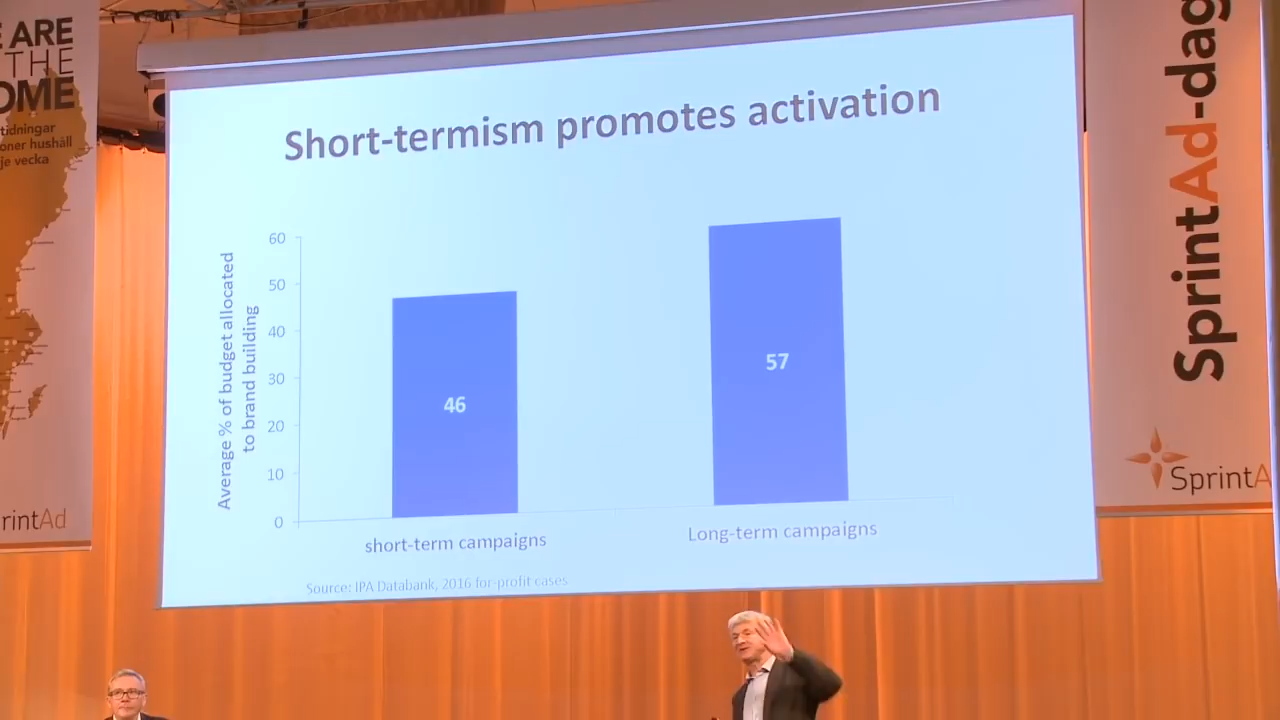 E ARE
THE
OME
tidningar
oner hushåll
je vecka
rintAd
Short-termism promotes activation
Average % of budget allocated
to brand building
60
50
40
30
20
10
0
46
57
short-term campaigns
Long-term campaigns
Source: IPA Databank, 2016 for-profit cases
SprintAd-dag
SprintA